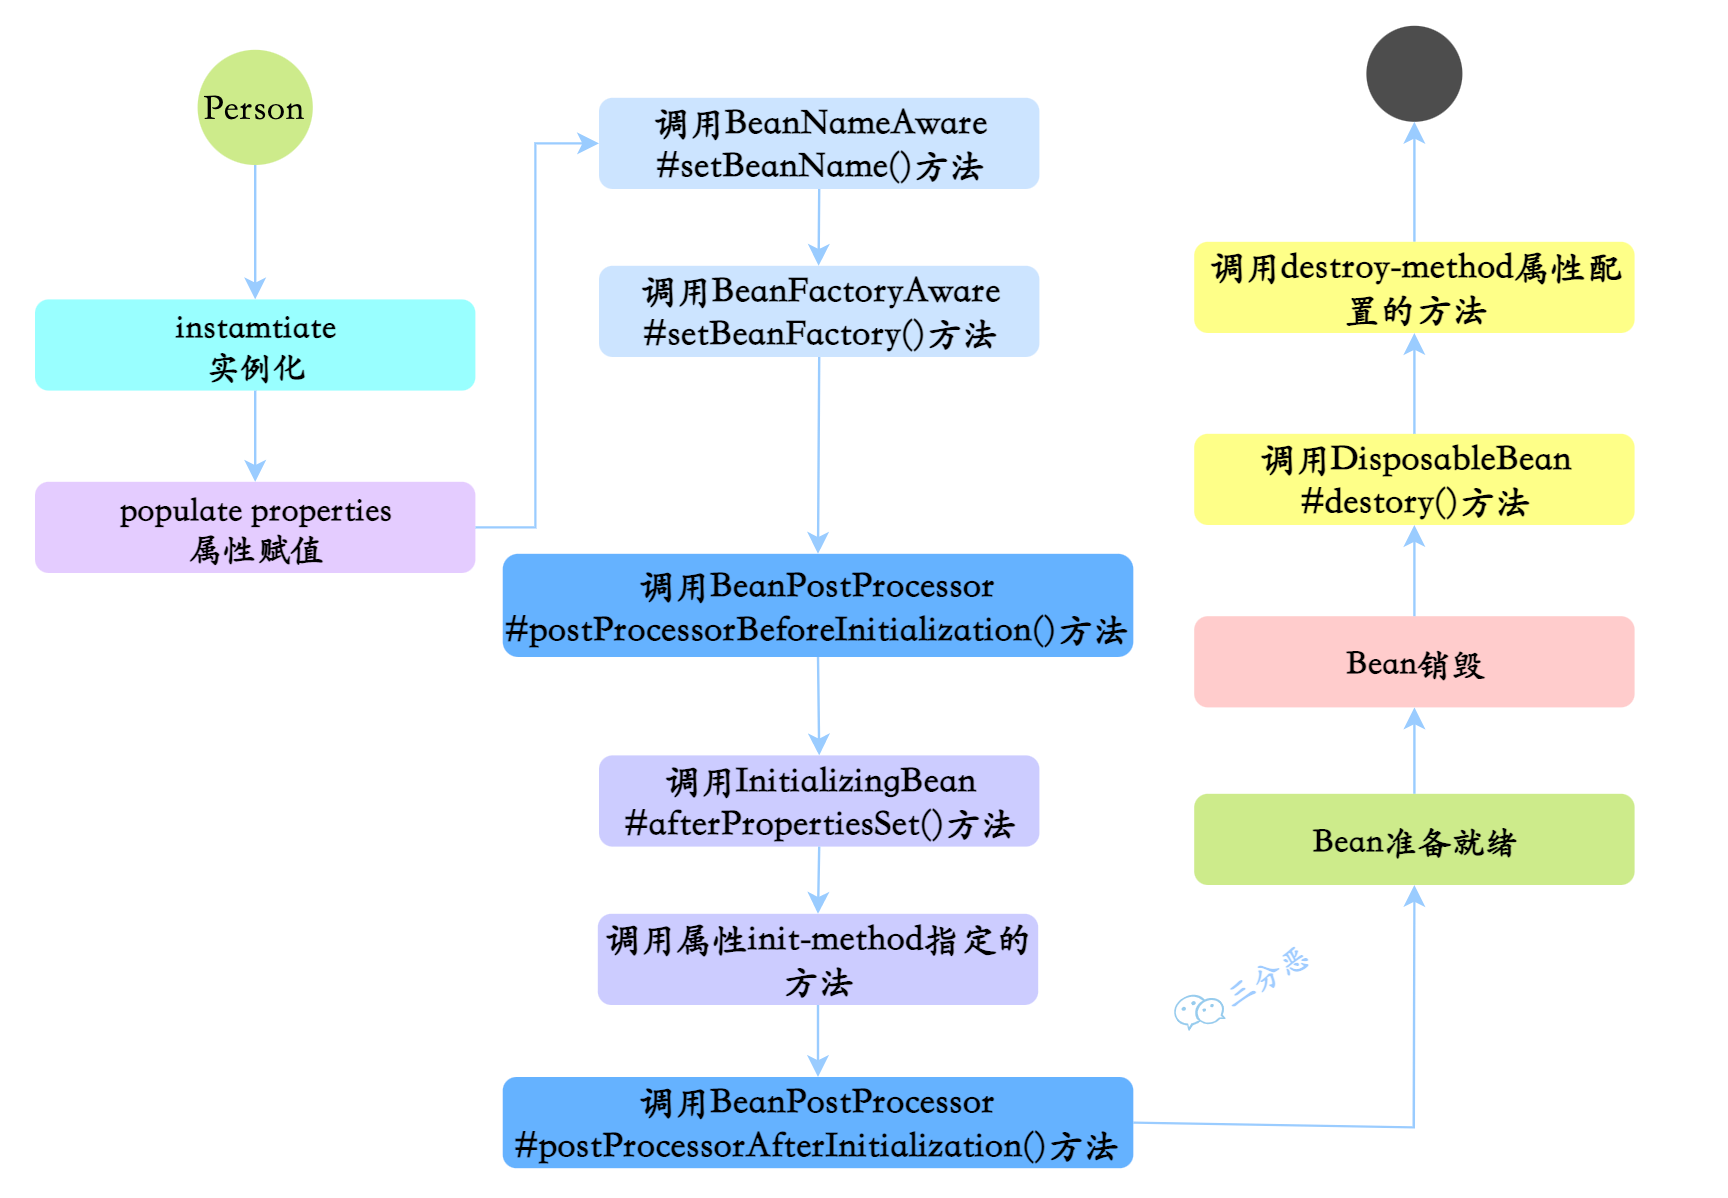 Person
instamtiate
实例化
populate properties
属性赋值
调用BeanNameAware
#setBeanName()方法
调用BeanFactoryAware
#setBeanFactory()方法
调用BeanPostProcessor
#postProcessorBeforeInitialization()方法
调用InitializingBean
#afterPropertiesSet()方法
调用属性init-method指定的
方法
调用BeanPostProcessor
#postProcessorAfterInitialization()方法
Bean准备就绪
Bean销毁
调用DisposableBean
#destory()方法
调用destroy-method属性配
置的方法
三分恶